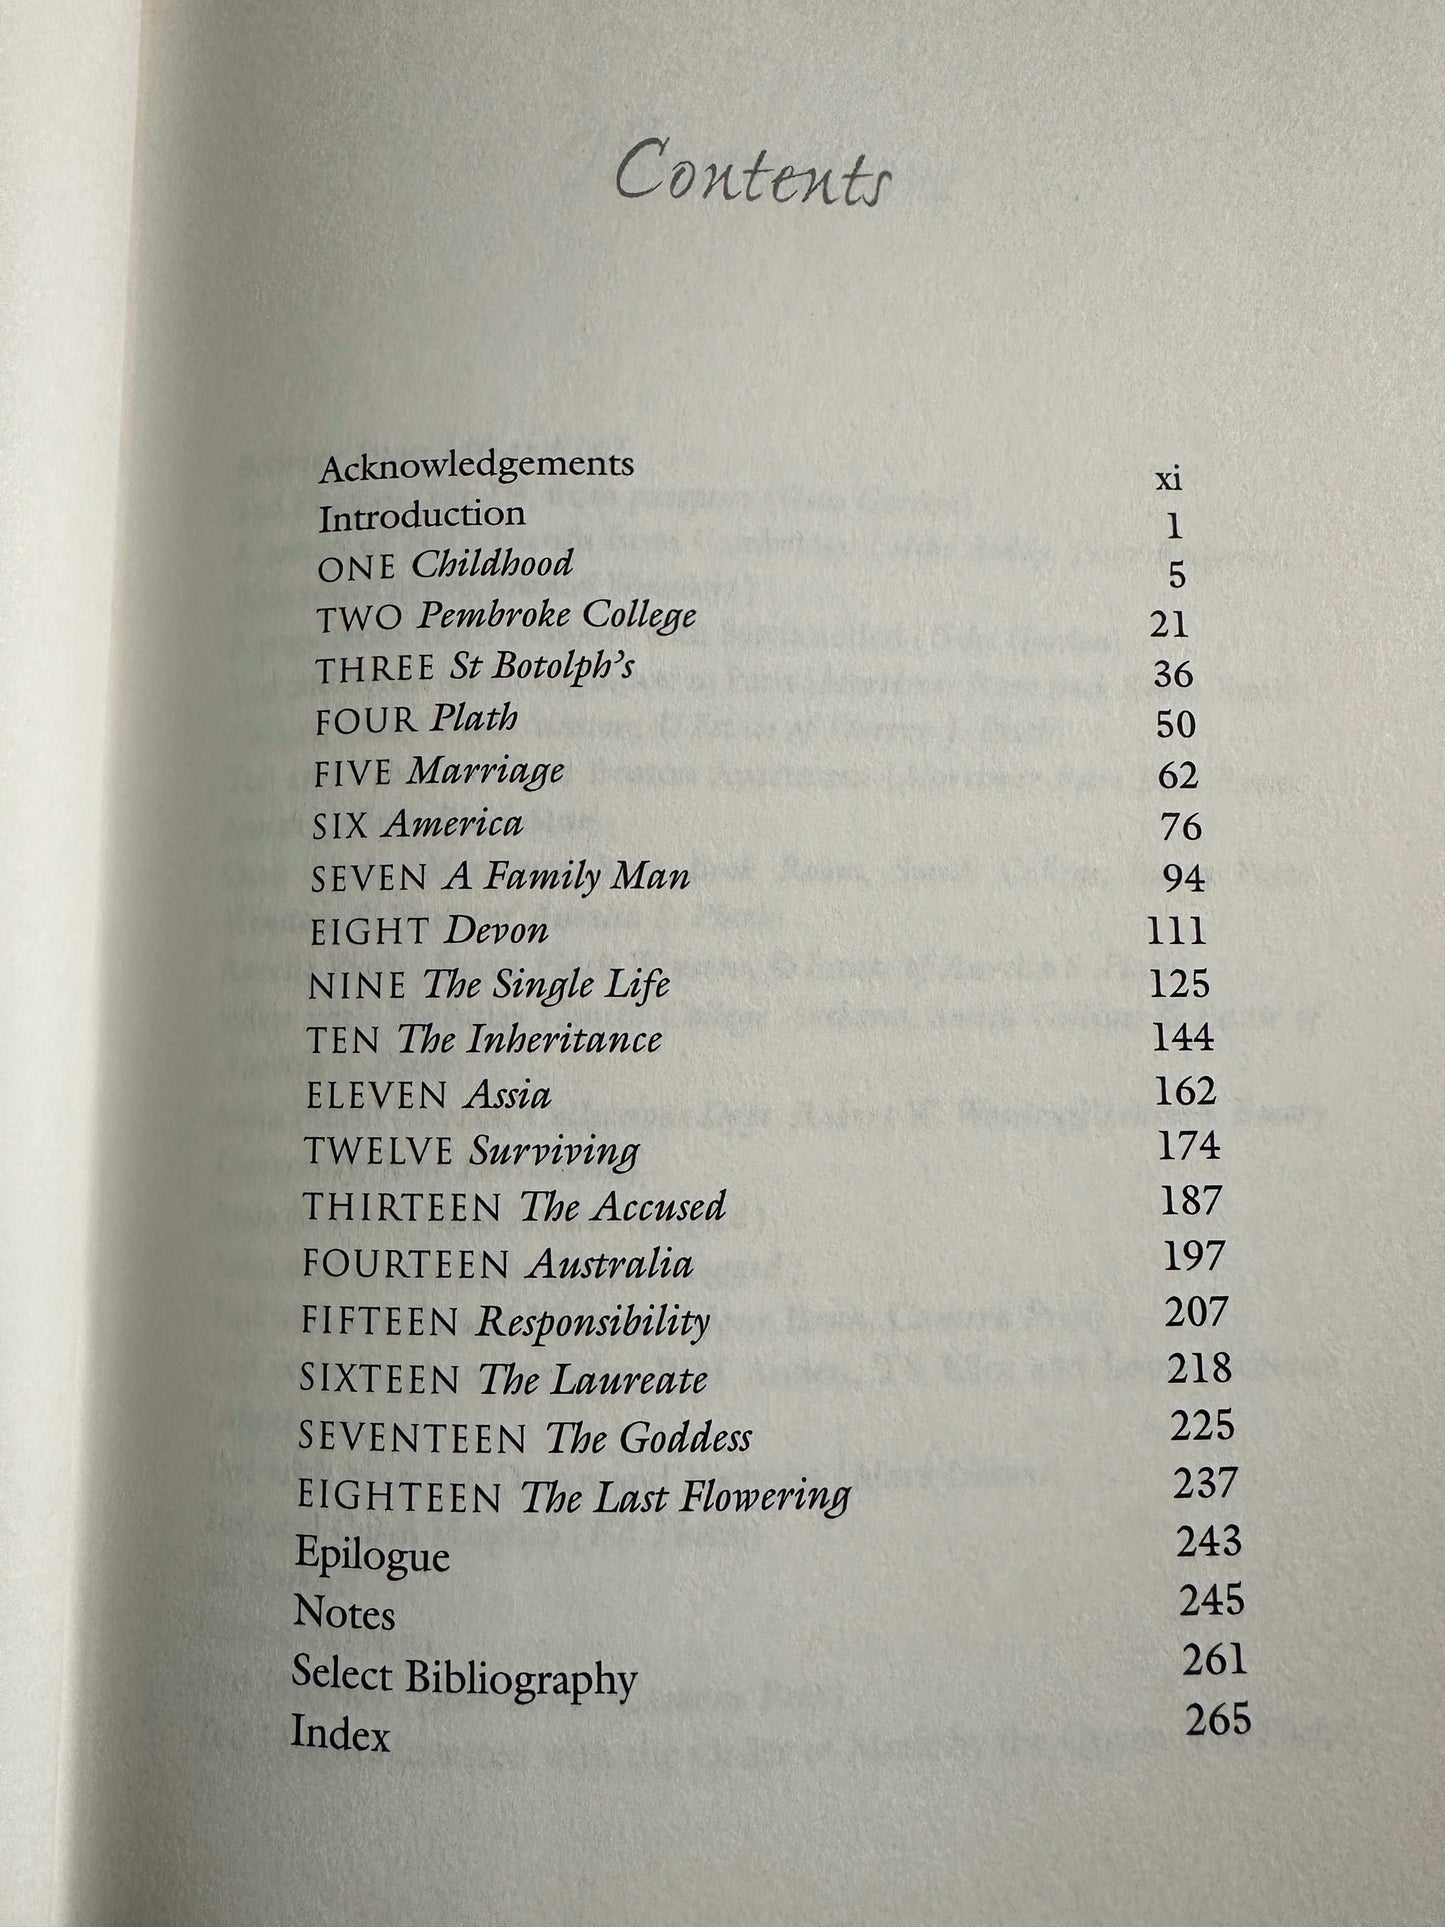 Contents
Acknowledgements xi
Introduction 1
ONE Childhood 5
TWO Pembroke College 21
THREE St Botolph's 36
FOUR Plath 50
FIVE Marriage 62
SIX America 76
SEVEN A Family Man 94
EIGHT Devon 111
NINE The Single Life 125
TEN The Inheritance 144
ELEVEN Assia 162
TWELVE Surviving 174
THIRTEEN The Accused 187
FOURTEEN Australia 197
FIFTEEN Responsibility 207
SIXTEEN The Laureate 218
SEVENTEEN The Goddess 225
EIGHTEEN The Last Flowering 237
Epilogue 243
Notes 245
Select Bibliography 261
Index 265